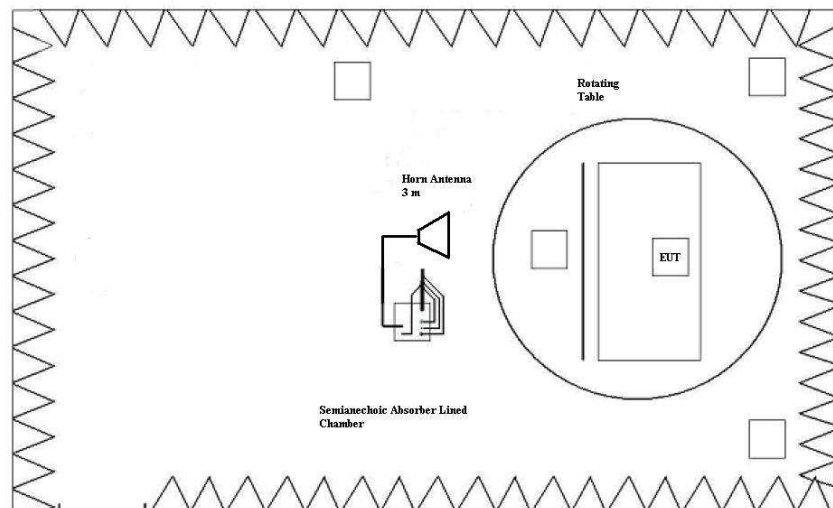 Rotating
Table
Horn Antenna
3 m
EUT
Semianechoic Absorber Lined
Chamber